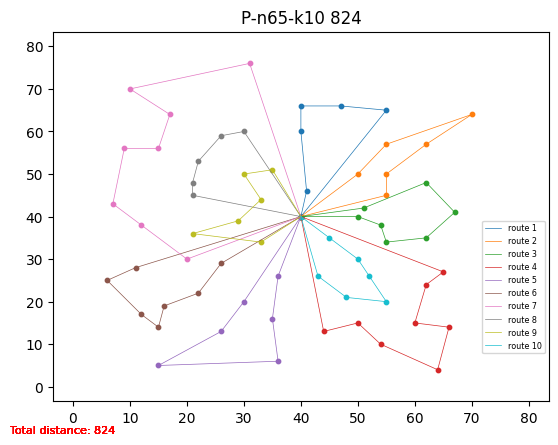 P-n65-k10 824
80
70
60
50
40
30
20
10
0
route 1
route 2
route 3
route 4
route 5
route 6
route 7
route 8
route 9
route 10
0 10 20 30 40 50 60 70 80
Total distance: 824